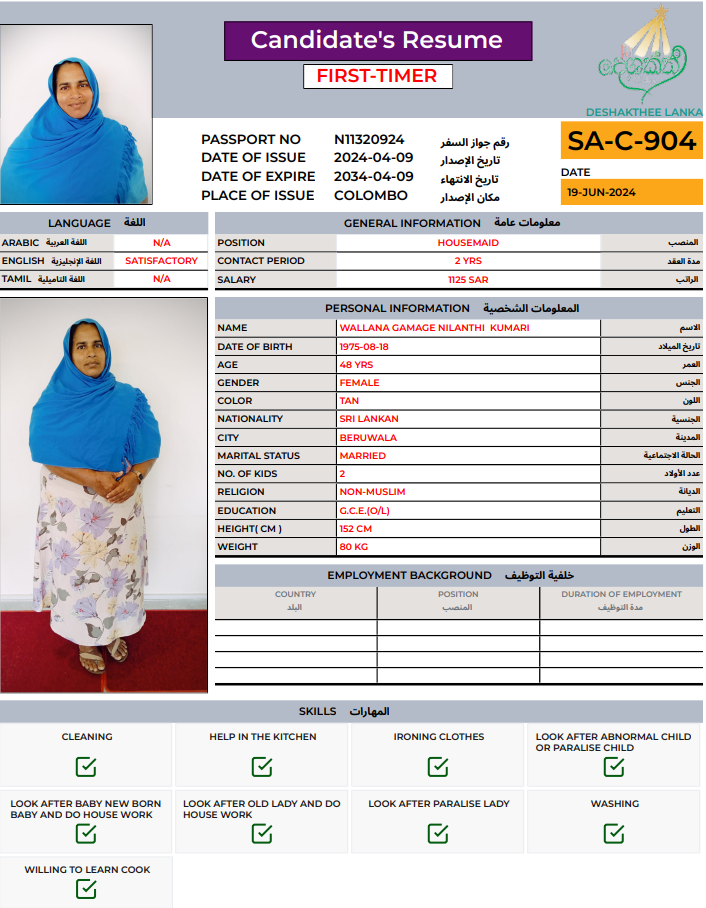 Candidate's Resume
FIRST-TIMER
DESHAKTHEE LANKA
PASSPORT NO N11320924 رقم جواز السفر
DATE OF ISSUE 2024-04-09 تاريخ الإصدار
DATE OF EXPIRE 2034-04-09 تاريخ الانتهاء
PLACE OF ISSUE COLOMBO مكان الإصدار
SA-C-904
DATE
19-JUN-2024
LANGUAGE اللغة
ARABIC اللغة العربية N/A
ENGLISH اللغة الإنجليزية SATISFACTORY
TAMIL اللغة التاميلية N/A
GENERAL INFORMATION معلومات عامة
POSITION HOUSEMAID المنصب
CONTACT PERIOD 2 YRS مدة العقد
SALARY 1125 SAR الراتب
PERSONAL INFORMATION المعلومات الشخصية
NAME WALLANA GAMAGE NILANTHI KUMARI الاسم
DATE OF BIRTH 1975-08-18 تاريخ الميلاد
AGE 48 YRS العمر
GENDER FEMALE الجنس
COLOR TAN اللون
NATIONALITY SRI LANKAN الجنسية
CITY BERUWALA المدينة
MARITAL STATUS MARRIED الحالة الاجتماعية
NO. OF KIDS 2 عدد الأولاد
RELIGION NON-MUSLIM الديانة
EDUCATION G.C.E.(O/L) التعليم
HEIGHT( CM ) 152 CM الطول
WEIGHT 80 KG الوزن
EMPLOYMENT BACKGROUND خلفية التوظيف
COUNTRY POSITION DURATION OF EMPLOYMENT
البلد المنصب مدة التوظيف
SKILLS المهارات
CLEANING
HELP IN THE KITCHEN
IRONING CLOTHES
LOOK AFTER ABNORMAL CHILD
OR PARALISE CHILD
LOOK AFTER BABY NEW BORN
BABY AND DO HOUSE WORK
LOOK AFTER OLD LADY AND DO
HOUSE WORK
LOOK AFTER PARALISE LADY
WASHING
WILLING TO LEARN COOK